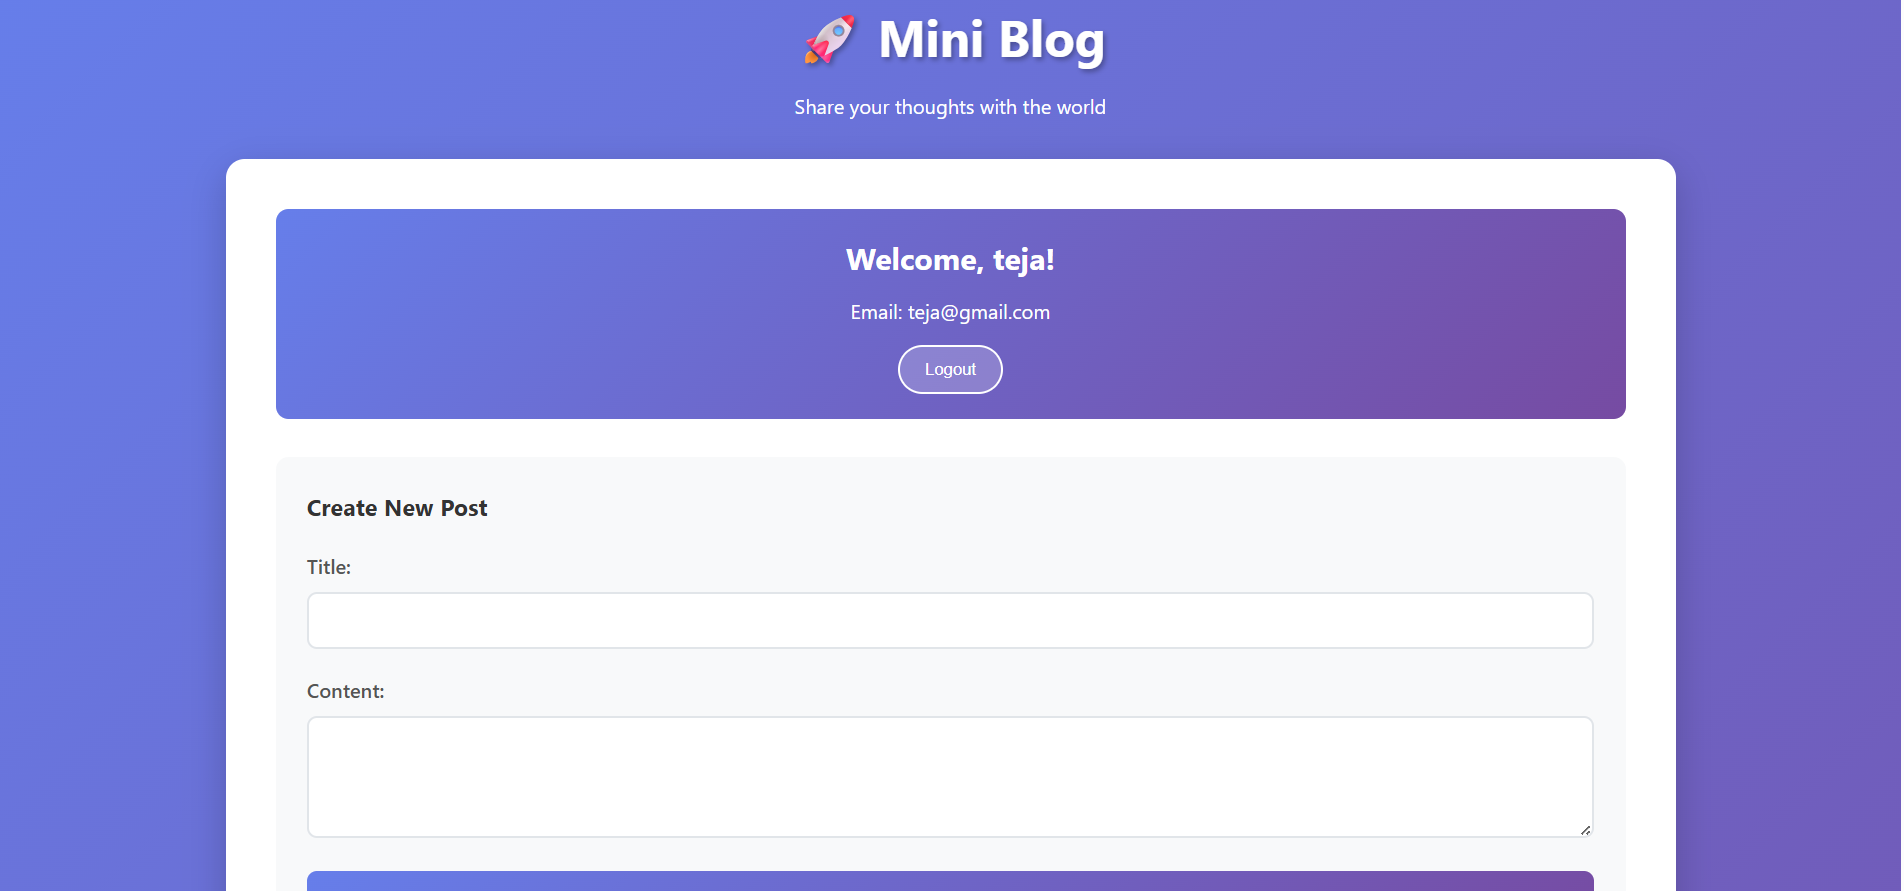 🚀 Mini Blog
Share your thoughts with the world
Welcome, teja!
Email: teja@gmail.com
Logout
Create New Post
Title:
Content: